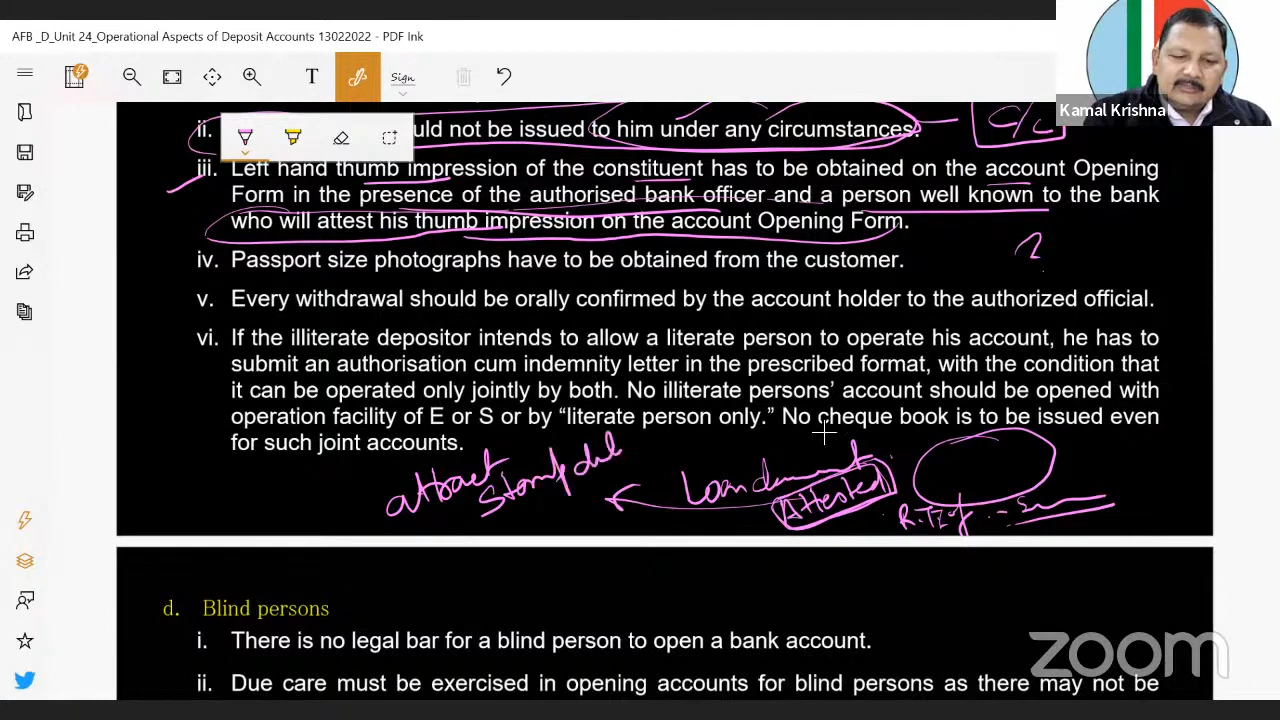 AFB _D_Unit 24_Operational Aspects of Deposit Accounts 13022022 - PDF Ink
T
Sign
Kamal Krishna
ii. uld not be issued to him under any circumstances.
C/C
iii. Left hand thumb impression of the constituent has to be obtained on the account Opening
Form in the presence of the authorised bank officer and a person well known to the bank
who will attest his thumb impression on the account Opening Form.
?
iv. Passport size photographs have to be obtained from the customer.
v. Every withdrawal should be orally confirmed by the account holder to the authorized official.
vi. If the illiterate depositor intends to allow a literate person to operate his account, he has to
submit an authorisation cum indemnity letter in the prescribed format, with the condition that
it can be operated only jointly by both. No illiterate persons’ account should be opened with
operation facility of E or S or by “literate person only.” No cheque book is to be issued even
for such joint accounts.
attract
Loan
Attested
d. Blind persons
i. There is no legal bar for a blind person to open a bank account.
ii. Due care must be exercised in opening accounts for blind persons as there may not be
zoom